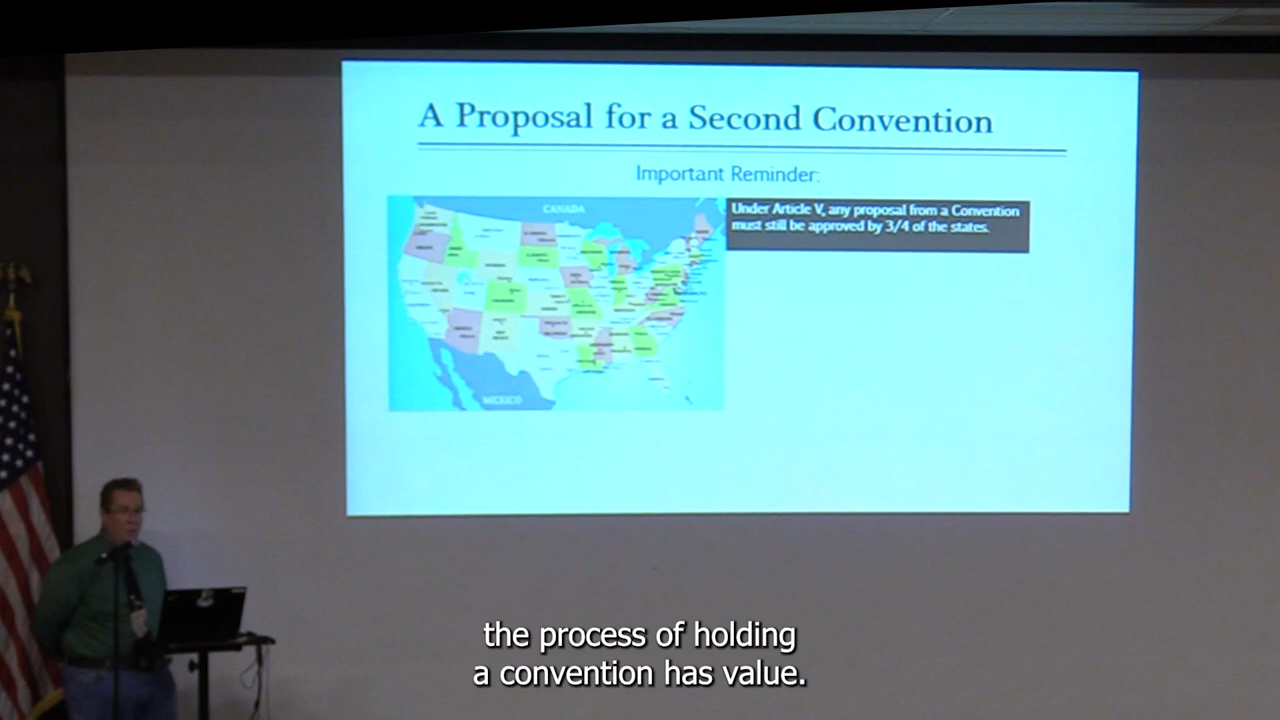 A Proposal for a Second Convention
Important Reminder:
CANADA
Under Article V, any proposal from a Convention
must still be approved by 3/4 of the states.
MEXICO
the process of holding
a convention has value.